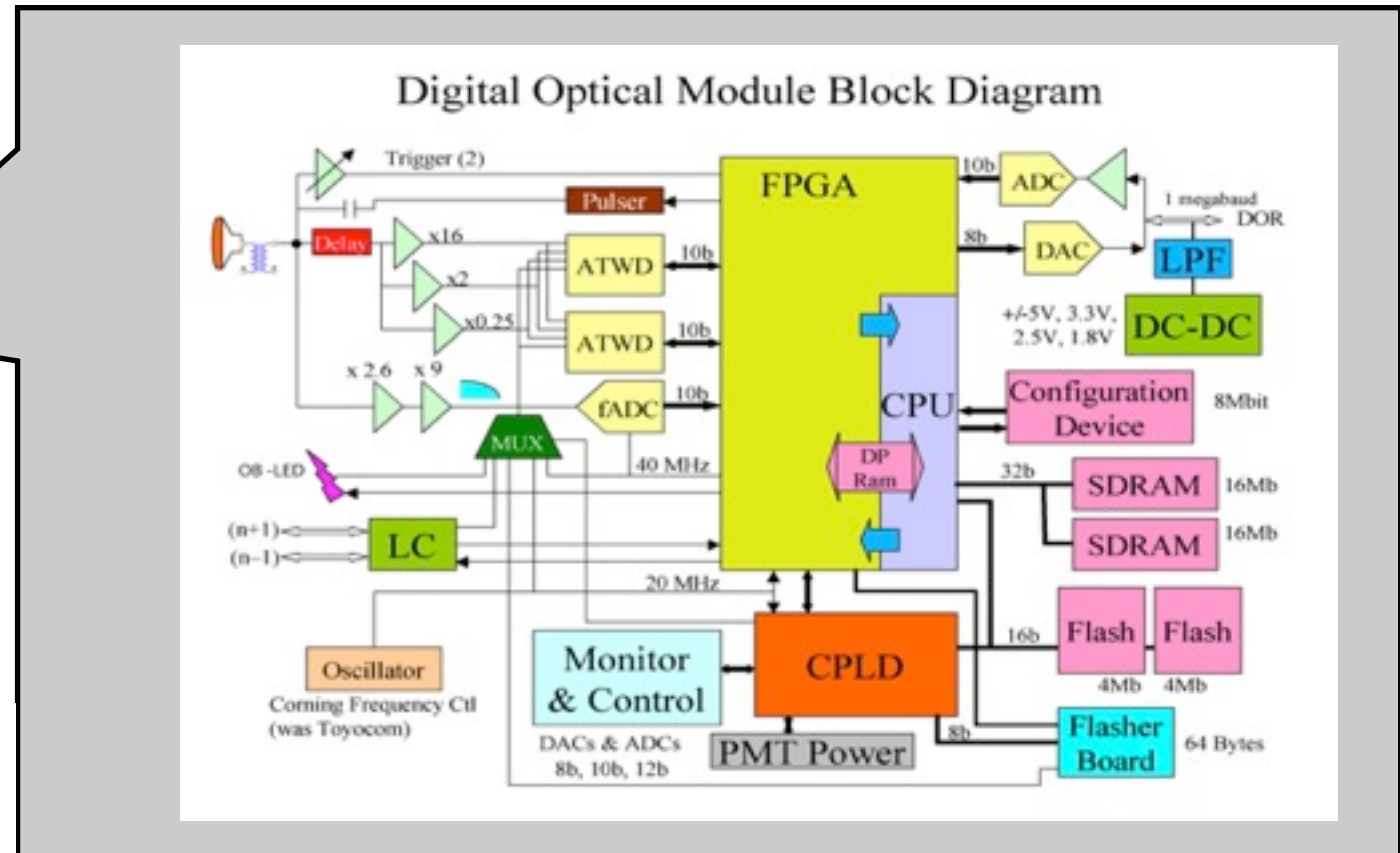 Digital Optical Module Block Diagram
Trigger (2)
FPGA
10b
ADC
1 megabaud
DOR
Pulser
Delay
x16
ATWD
10b
8b
DAC
LPF
x2
x0.25
ATWD
10b
+/-5V, 3.3V,
2.5V, 1.8V
DC-DC
x 2.6
x 9
fADC
10b
CPU
Configuration
Device
8Mbit
MUX
OB -LED
40 MHz
DP
Ram
32b
SDRAM
16Mb
(n+1)
(n–1)
LC
SDRAM
16Mb
20 MHz
Oscillator
Corning Frequency Ctl
(was Toyocom)
Monitor
& Control
DACs & ADCs
8b, 10b, 12b
CPLD
16b
Flash
Flash
4Mb
4Mb
PMT Power
8b
Flasher
Board
64 Bytes